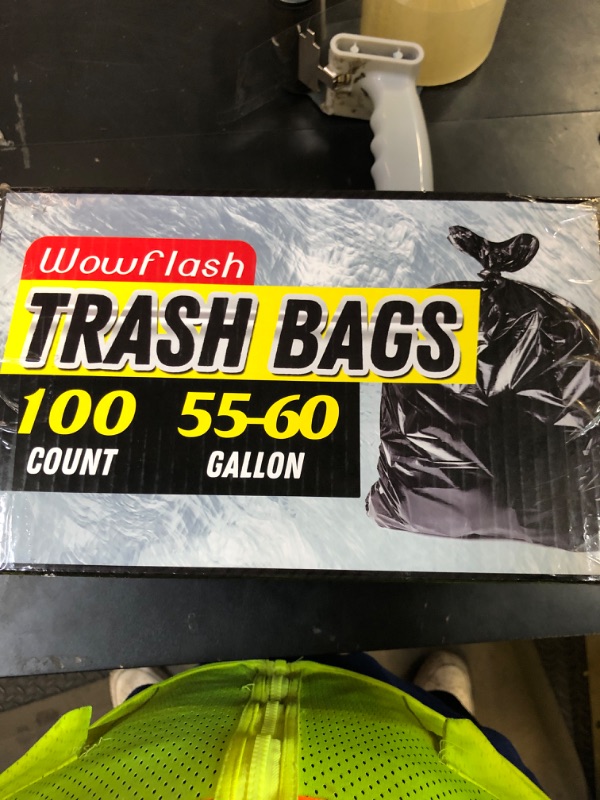 Wowflash
TRASH BAGS
100 55-60
COUNT GALLON